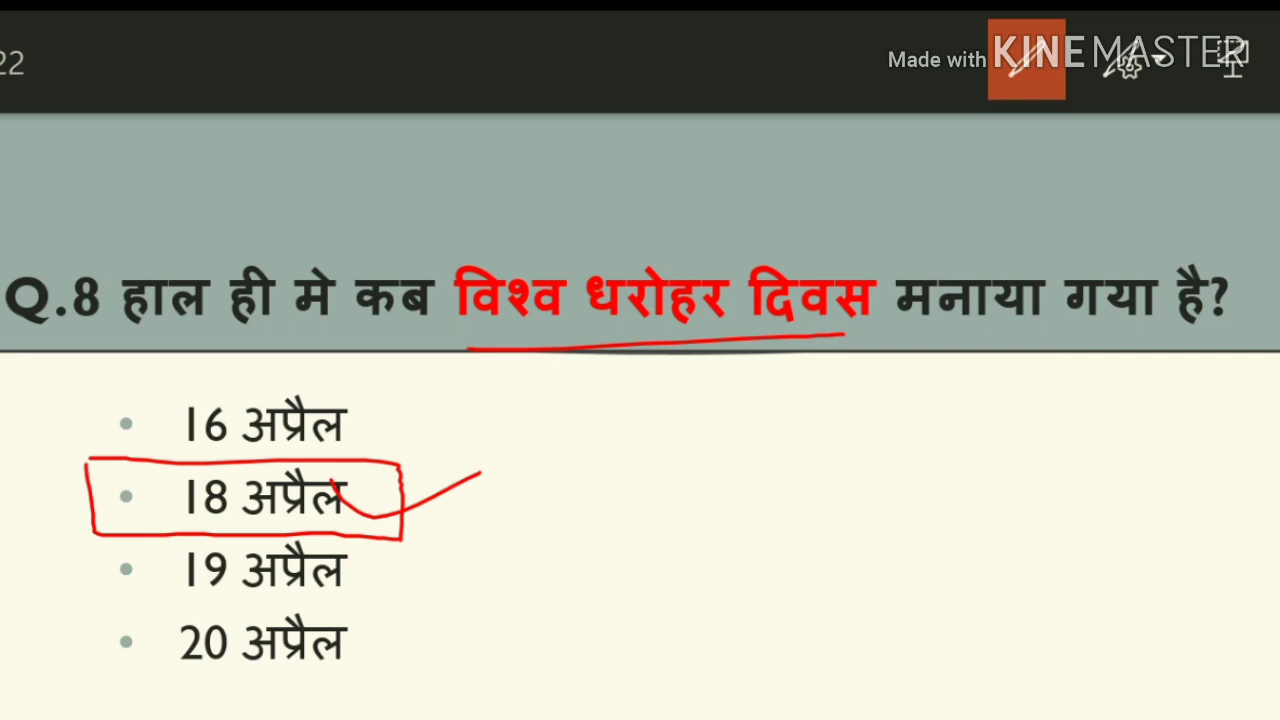 22
Made with KINEMASTER
Q.8 हाल ही मे कब विश्व धरोहर दिवस मनाया गया है?
• 16 अप्रैल
• 18 अप्रैल
• 19 अप्रैल
• 20 अप्रैल